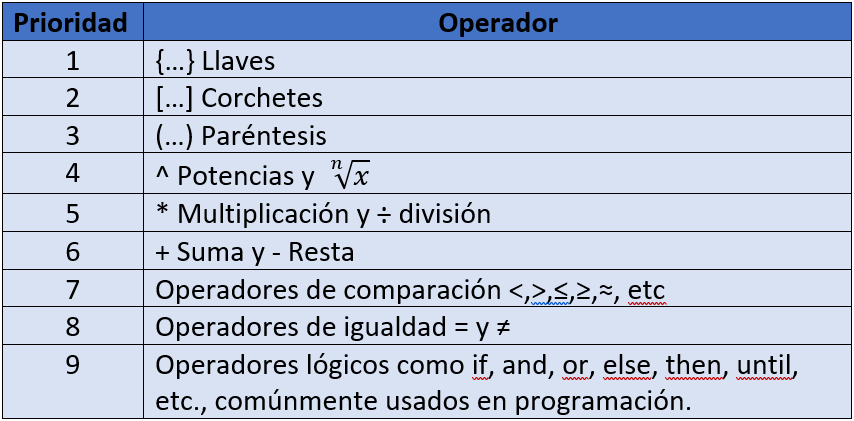 Prioridad Operador
1 {…} Llaves
2 […] Corchetes
3 (…) Paréntesis
4 ^ Potencias y ⁿ√x
5 * Multiplicación y ÷ división
6 + Suma y - Resta
7 Operadores de comparación <,>,≤,≥,≈, etc
8 Operadores de igualdad = y ≠
9 Operadores lógicos como if, and, or, else, then, until,
etc., comúnmente usados en programación.